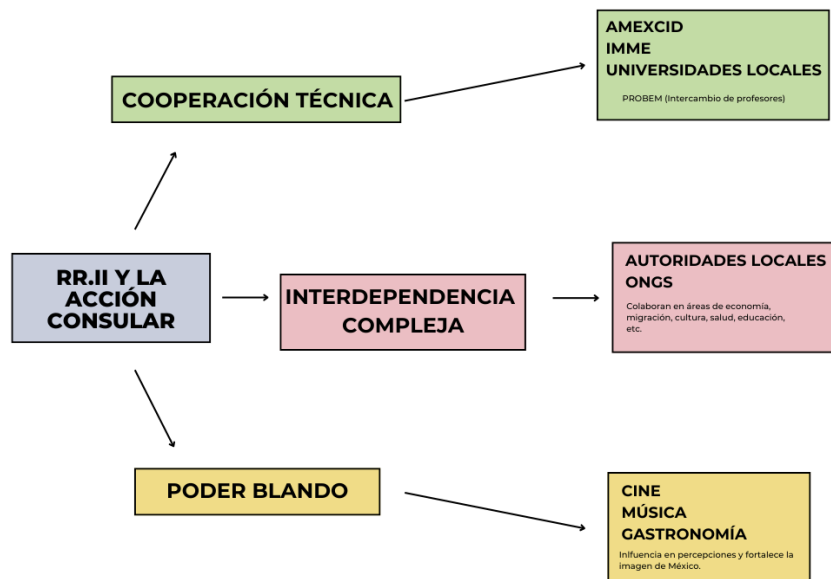 COOPERACIÓN TÉCNICA
AMEXCID
IMME
UNIVERSIDADES LOCALES
PROBEM (Intercambio de profesores)
RR.II Y LA
ACCIÓN
CONSULAR
INTERDEPENDENCIA
COMPLEJA
AUTORIDADES LOCALES
ONGS
Colaboran en áreas de economía,
migración, cultura, salud, educación,
etc.
PODER BLANDO
CINE
MÚSICA
GASTRONOMÍA
Inlfuencia en percepciones y fortalece la
imagen de México.